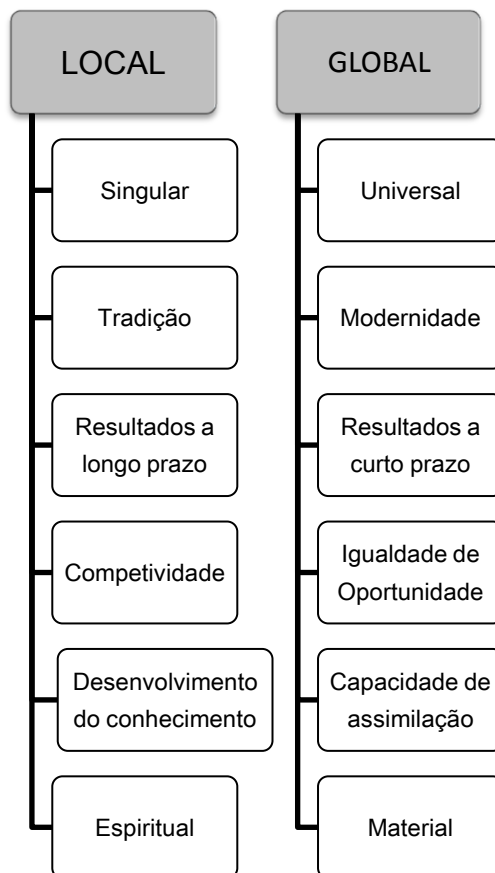 LOCAL
Singular
Tradição
Resultados a
longo prazo
Competividade
Desenvolvimento
do conhecimento
Espiritual
GLOBAL
Universal
Modernidade
Resultados a
curto prazo
Igualdade de
Oportunidade
Capacidade de
assimilação
Material